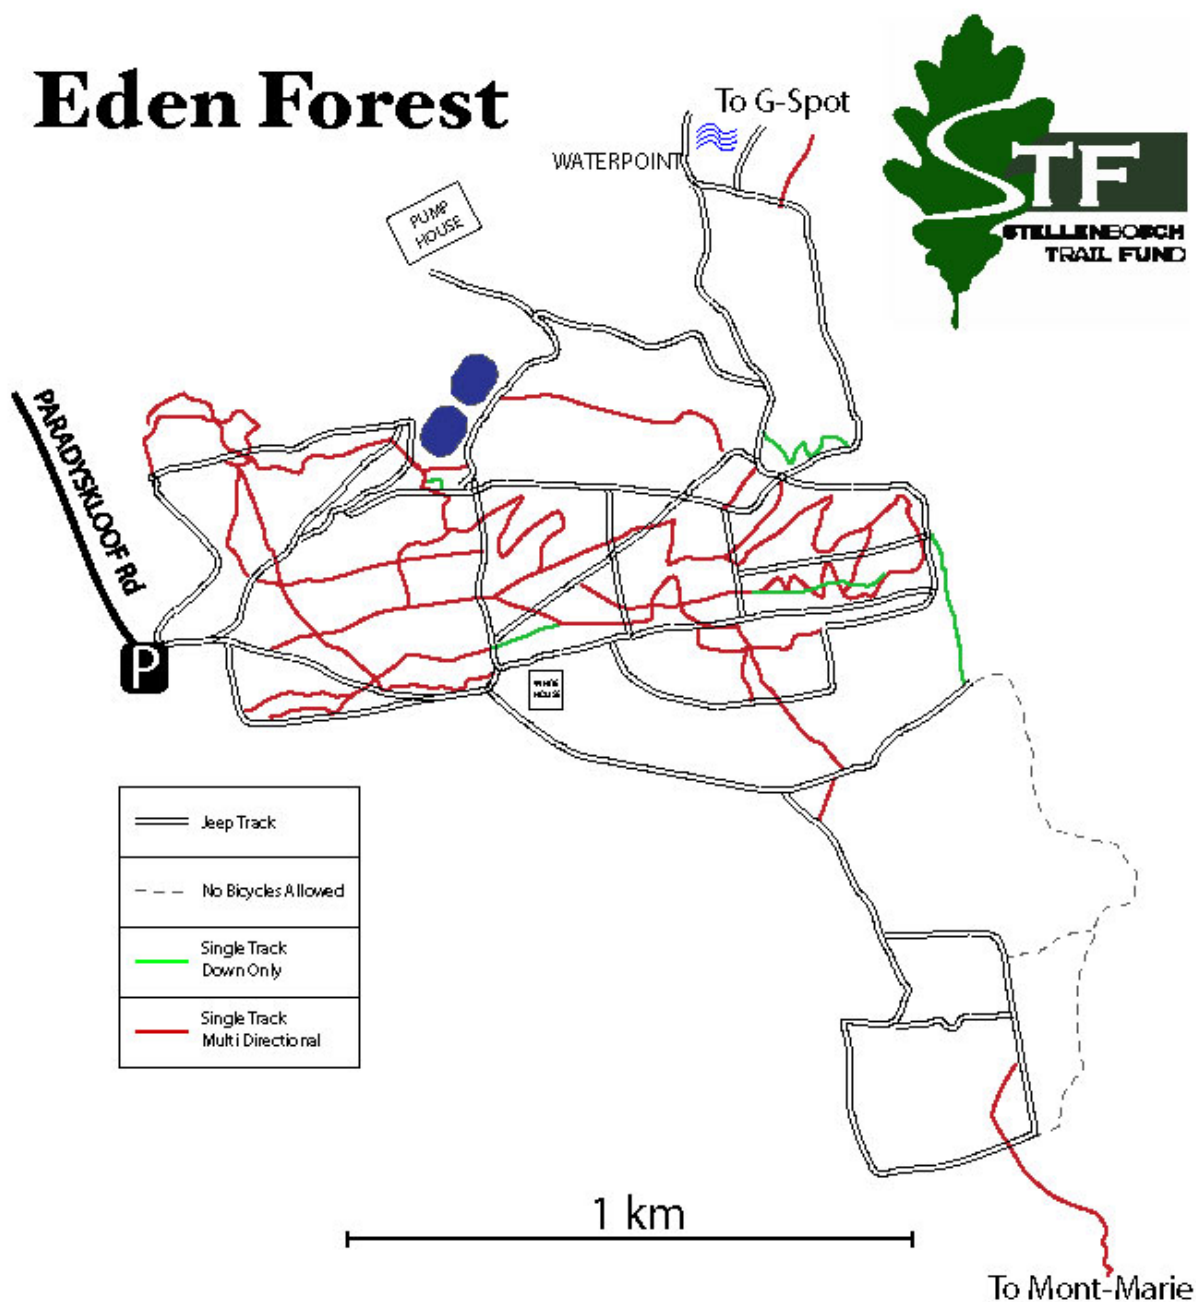 Eden Forest
To G-Spot
WATERPOINT
PUMP
HOUSE
STF
STELLENBOSCH
TRAIL FUND
PARADYSKLOOF Rd
P
HOUSE
Jeep Track
No Bicycles Allowed
Single Track
Down Only
Single Track
Multi Directional
1 km
To Mont-Marie